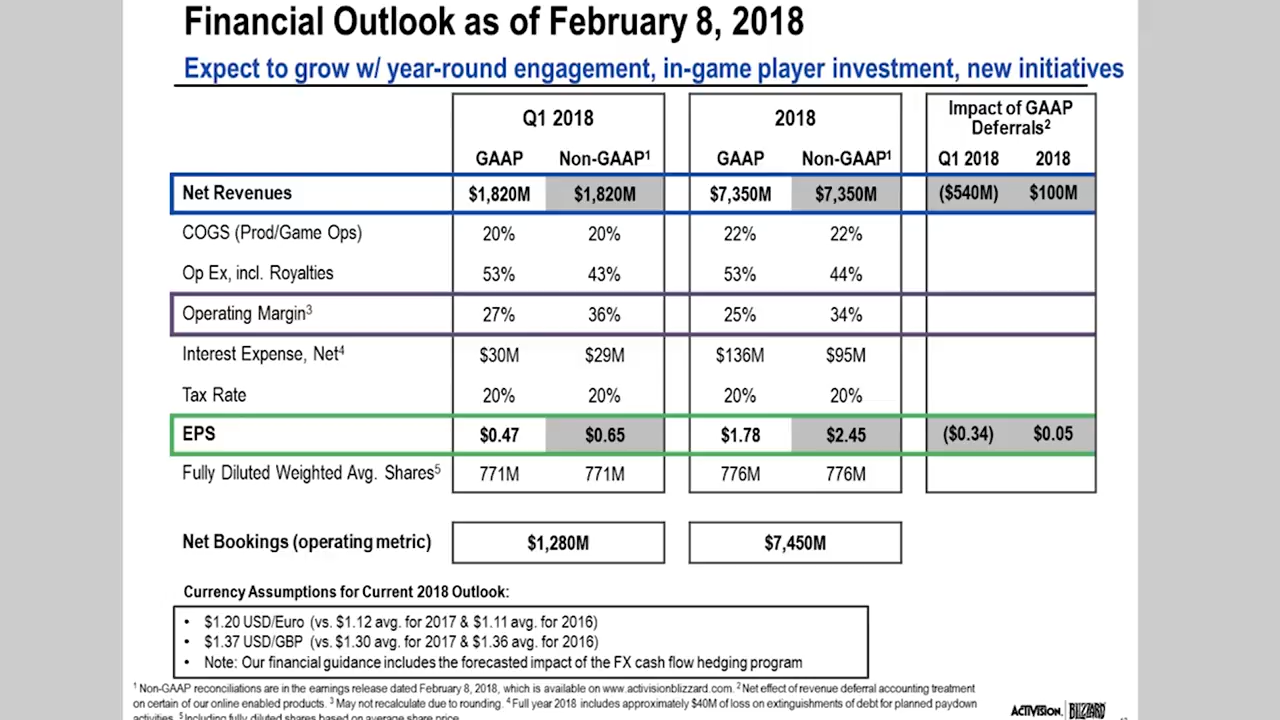 Financial Outlook as of February 8, 2018
Expect to grow w/ year-round engagement, in-game player investment, new initiatives
Q1 2018 2018 Impact of GAAP Deferrals2
GAAP Non-GAAP1 GAAP Non-GAAP1 Q1 2018 2018
Net Revenues $1,820M $1,820M $7,350M $7,350M ($540M) $100M
COGS (Prod/Game Ops) 20% 20% 22% 22%
Op Ex, incl. Royalties 53% 43% 53% 44%
Operating Margin3 27% 36% 25% 34%
Interest Expense, Net4 $30M $29M $136M $95M
Tax Rate 20% 20% 20% 20%
EPS $0.47 $0.65 $1.78 $2.45 ($0.34) $0.05
Fully Diluted Weighted Avg. Shares5 771M 771M 776M 776M
Net Bookings (operating metric) $1,280M $7,450M
Currency Assumptions for Current 2018 Outlook:
• $1.20 USD/Euro (vs. $1.12 avg. for 2017 & $1.11 avg. for 2016)
• $1.37 USD/GBP (vs. $1.30 avg. for 2017 & $1.36 avg. for 2016)
• Note: Our financial guidance includes the forecasted impact of the FX cash flow hedging program
1 Non-GAAP reconciliations are in the earnings release dated February 8, 2018, which is available on www.activisionblizzard.com. 2 Net effect of revenue deferral accounting treatment
on certain of our online enabled products. 3 May not recalculate due to rounding. 4 Full year 2018 includes approximately $40M of loss on extinguishments of debt for planned paydown
activities. 5 Including fully diluted shares based on average share price
ACTIVISION. BLIZZARD